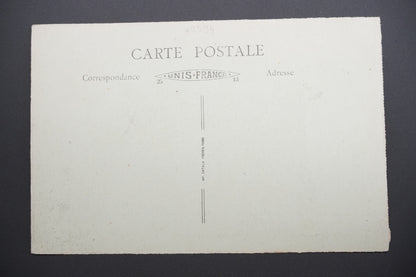 CARTE POSTALE
Correspondance
UNIS-FRANCE
Adresse